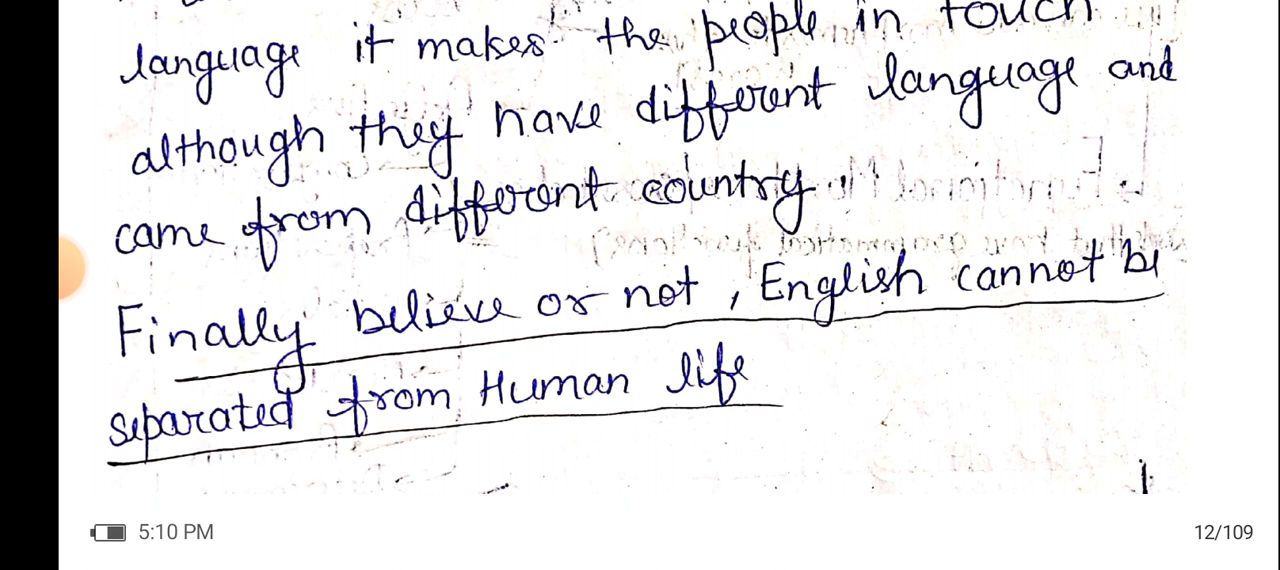 language it makes the people in touch
although they have different language and
came from different country.
Finally believe or not, English cannot be
separated from Human life
5:10 PM
12/109